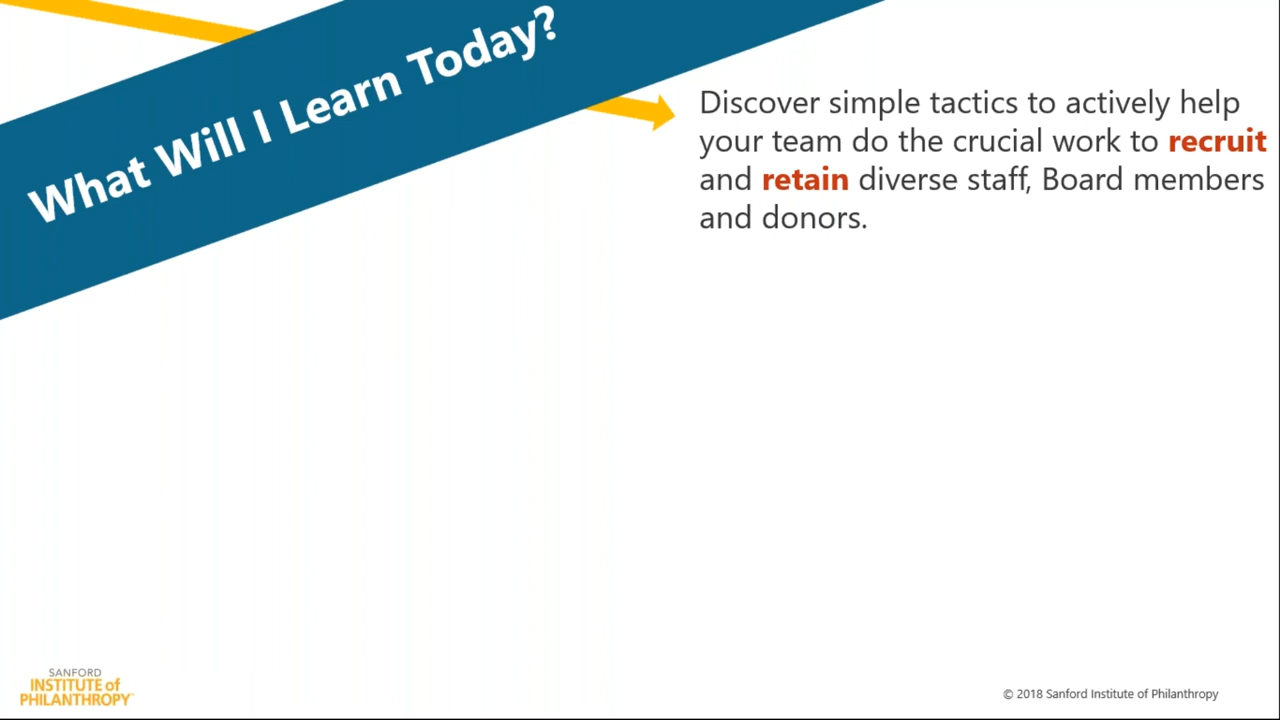 What Will I Learn Today?
Discover simple tactics to actively help
your team do the crucial work to recruit
and retain diverse staff, Board members
and donors.
SANFORD
INSTITUTE of
PHILANTHROPY
© 2018 Sanford Institute of Philanthropy